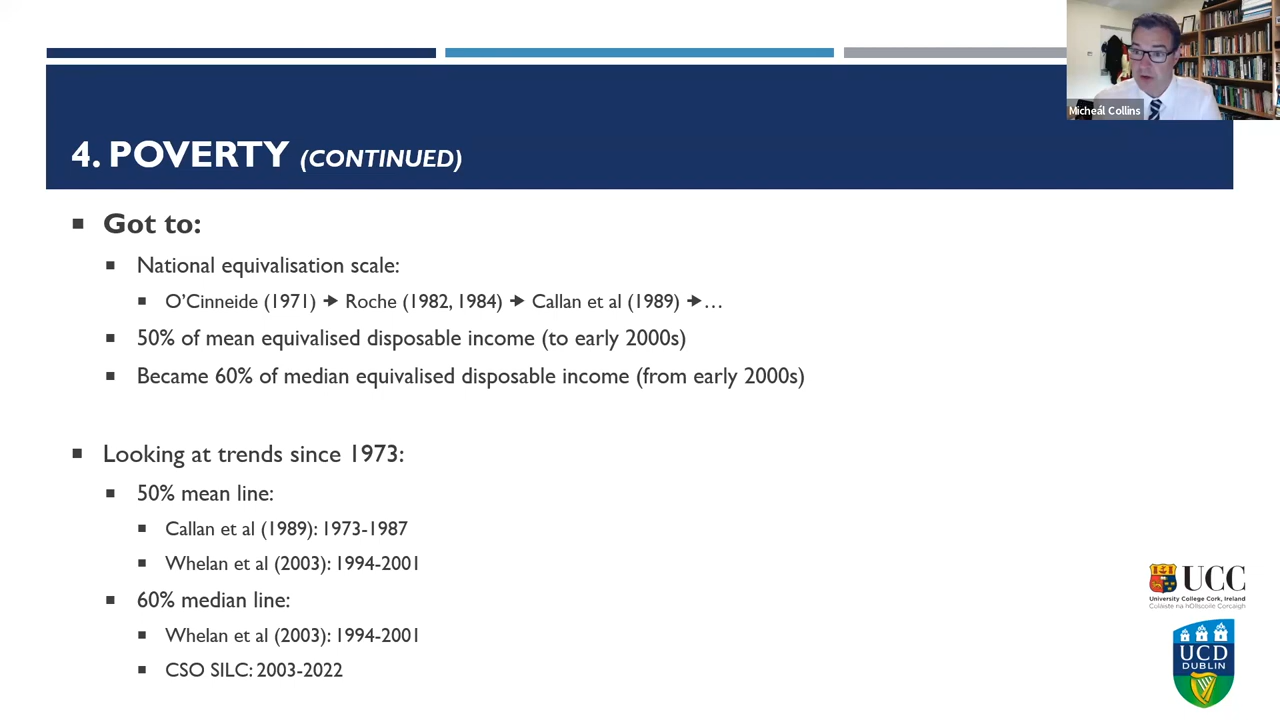 Micheál Collins
4. POVERTY (CONTINUED)
Got to:
National equivalisation scale:
O'Cinneide (1971) → Roche (1982, 1984) → Callan et al (1989) →…
50% of mean equivalised disposable income (to early 2000s)
Became 60% of median equivalised disposable income (from early 2000s)
Looking at trends since 1973:
50% mean line:
Callan et al (1989): 1973-1987
Whelan et al (2003): 1994-2001
60% median line:
Whelan et al (2003): 1994-2001
CSO SILC: 2003-2022
UCC
University College Cork, Ireland
Coláiste na hOllscoile Corcaigh
UCD
DUBLIN